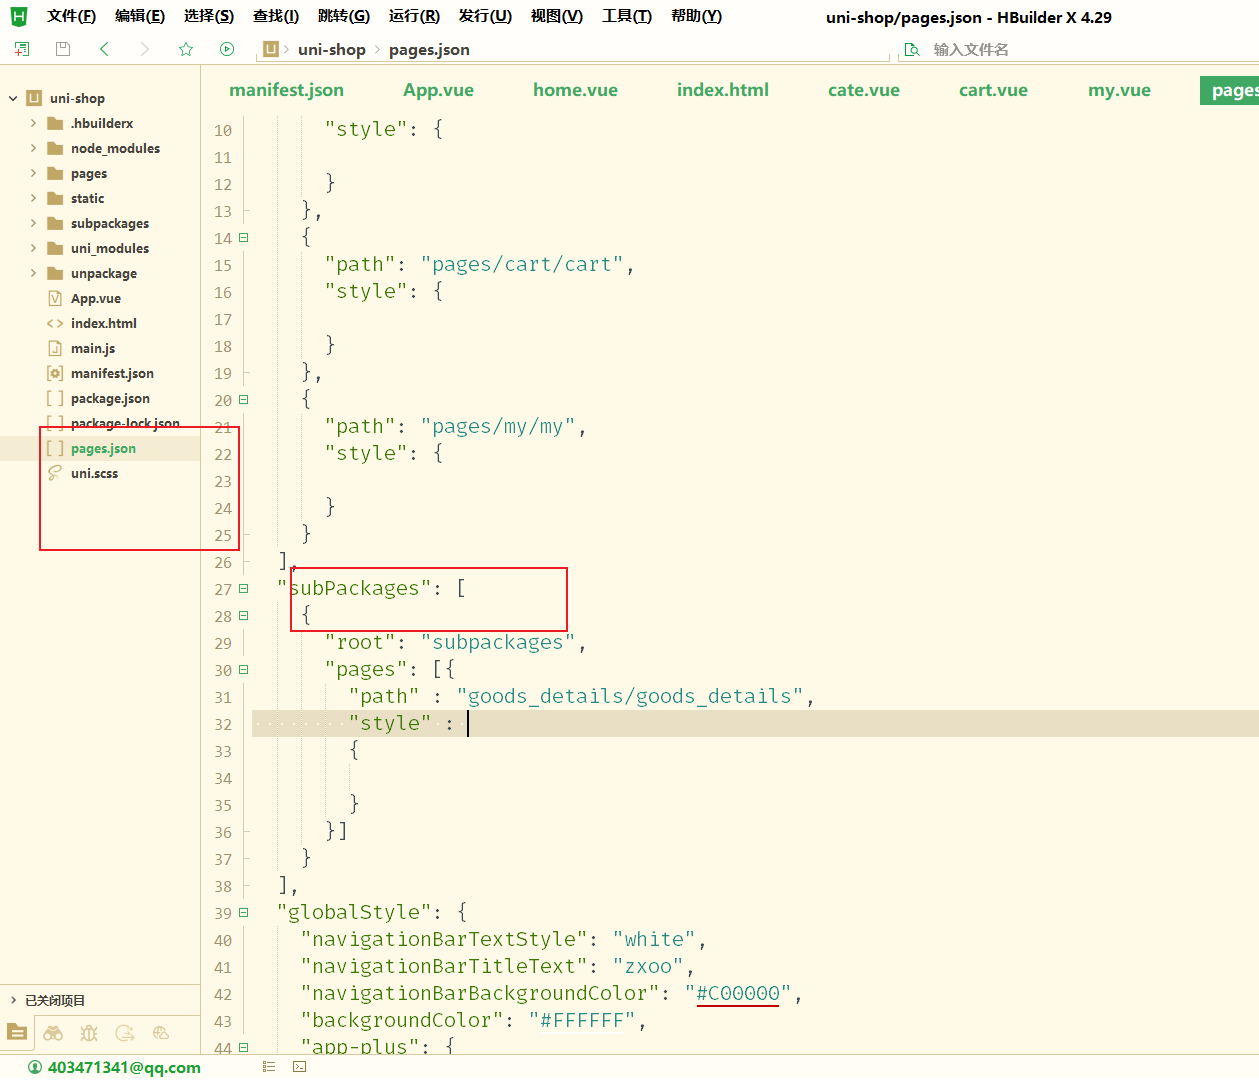 文件(F) 编辑(E) 选择(S) 查找(I) 跳转(G) 运行(R) 发行(U) 视图(V) 工具(T) 帮助(Y) uni-shop/pages.json - HBuilder X 4.29
uni-shop pages.json 输入文件名
manifest.json App.vue home.vue index.html cate.vue cart.vue my.vue pages
uni-shop
.hbuilderx
node_modules
pages
static
subpackages
uni_modules
unpackage
App.vue
index.html
main.js
manifest.json
package.json
package-lock.json
pages.json
uni.scss
10 "style": {
11
12 }
13 },
14 {
15 "path": "pages/cart/cart",
16 "style": {
17
18 }
19 },
20 {
21 "path": "pages/my/my",
22 "style": {
23
24 }
25 }
26 ],
27 "subPackages": [
28 {
29 "root": "subpackages",
30 "pages": [{
31 "path" : "goods_details/goods_details",
32 "style" :
33 {
34
35 }
36 }]
37 }
38 ],
39 "globalStyle": {
40 "navigationBarTextStyle": "white",
41 "navigationBarTitleText": "zxoo",
42 "navigationBarBackgroundColor": "#C00000",
43 "backgroundColor": "#FFFFFF",
44 "app-plus": {
已关闭项目
403471341@qq.com